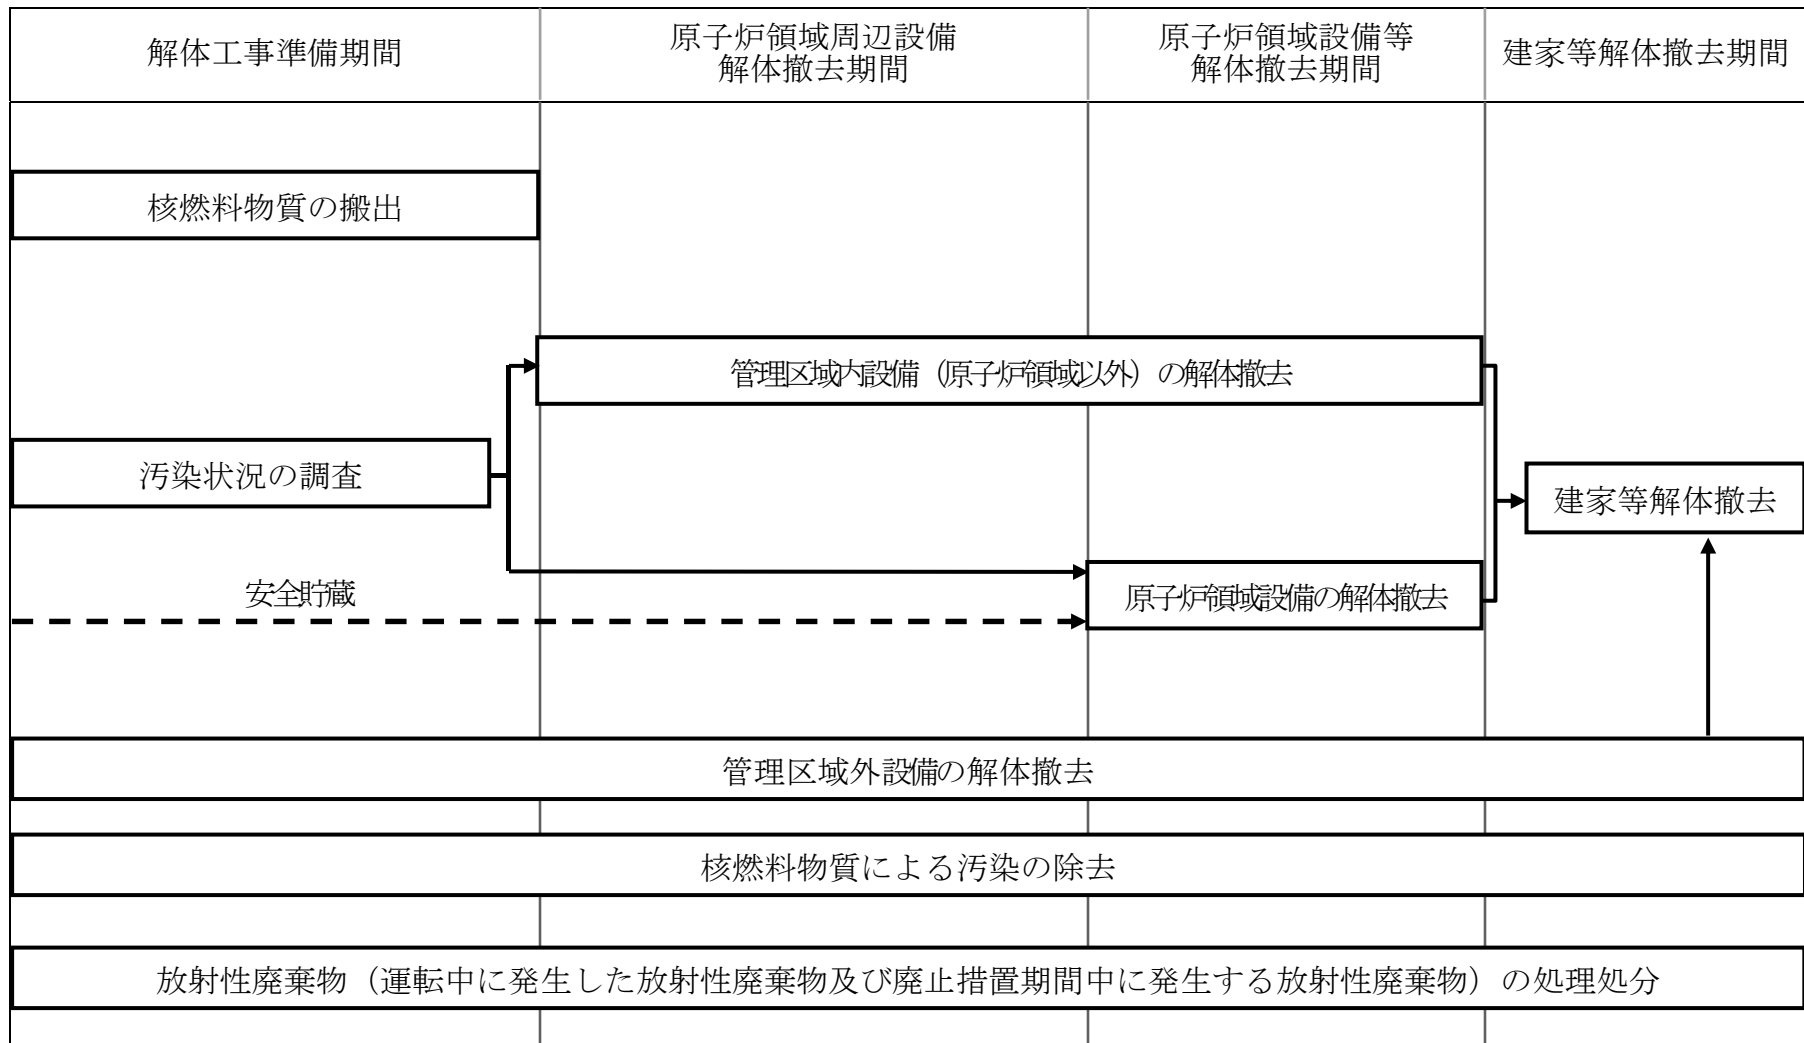 解体工事準備期間
原子炉領域周辺設備
解体撤去期間
原子炉領域設備等
解体撤去期間
建家等解体撤去期間
核燃料物質の搬出
管理区域内設備（原子炉領域以外）の解体撤去
汚染状況の調査
建家等解体撤去
安全貯蔵
原子炉領域設備の解体撤去
管理区域外設備の解体撤去
核燃料物質による汚染の除去
放射性廃棄物（運転中に発生した放射性廃棄物及び廃止措置期間中に発生する放射性廃棄物）の処理処分